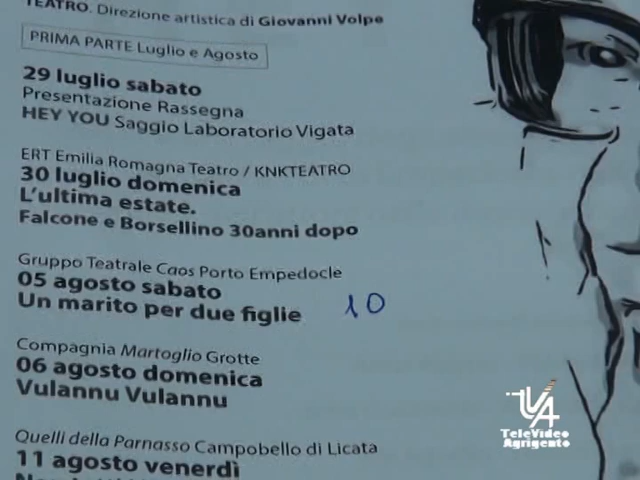 TEATRO. Direzione artistica di Giovanni Volpe
PRIMA PARTE Luglio e Agosto
29 luglio sabato
Presentazione Rassegna
HEY YOU Saggio Laboratorio Vigata
ERT Emilia Romagna Teatro / KNKTEATRO
30 luglio domenica
L'ultima estate.
Falcone e Borsellino 30anni dopo
Gruppo Teatrale Caos Porto Empedocle
05 agosto sabato
Un marito per due figlie 10
Compagnia Martoglio Grotte
06 agosto domenica
Vulannu Vulannu
Quelli della Parnasso Campobello di Licata
11 agosto venerdì
TVA
TeleVideo
Agrigento